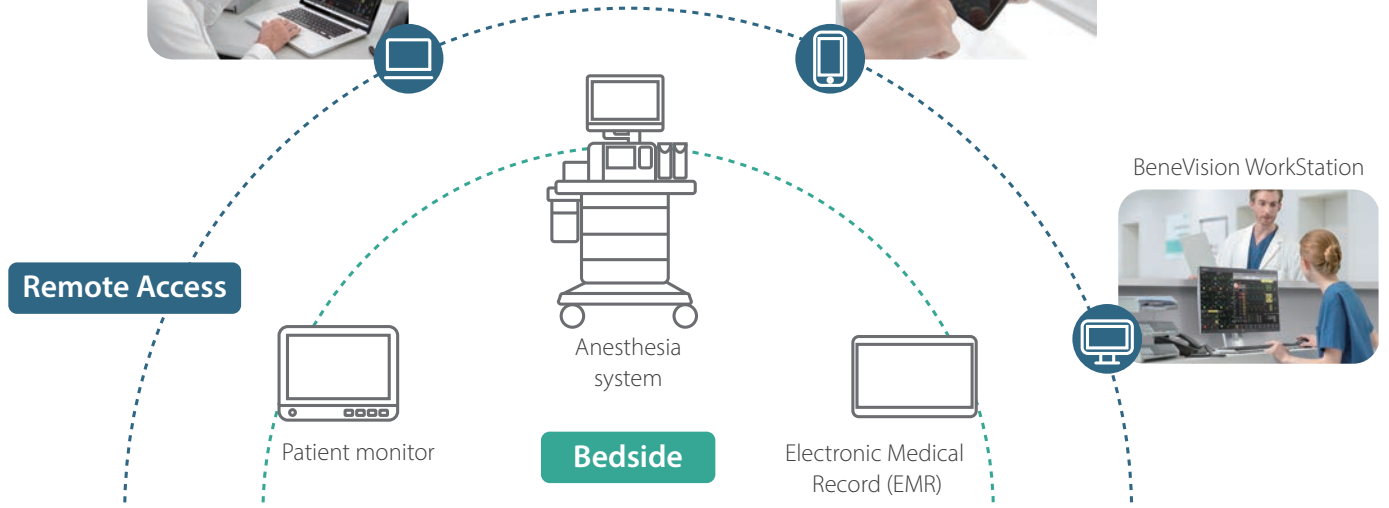 BeneVision WorkStation
Remote Access
Anesthesia
system
Patient monitor
Bedside
Electronic Medical
Record (EMR)